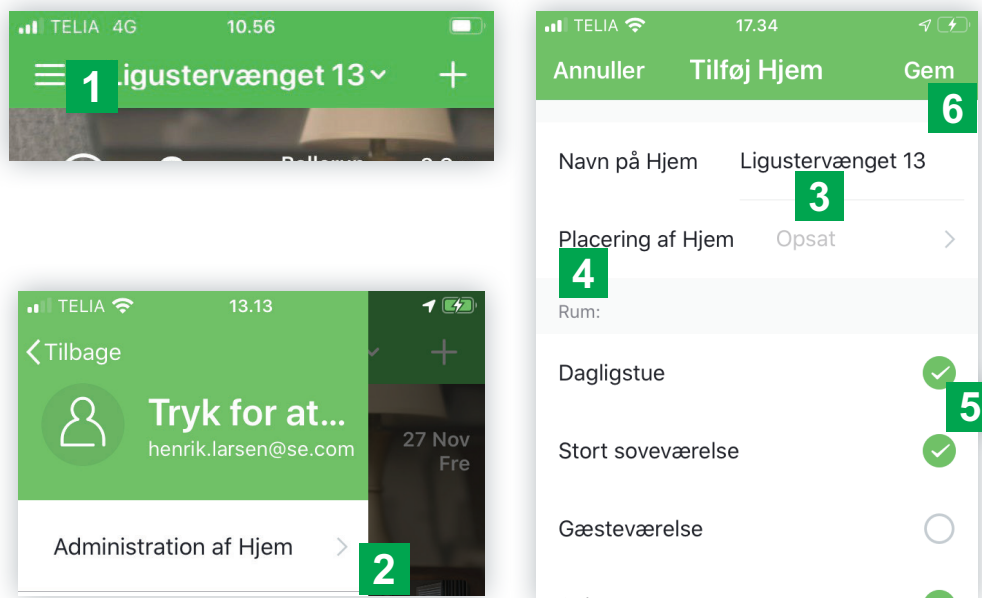 TELIA 4G 10.56
1 Ligustervænget 13
TELIA 13.13
Tilbage
Tryk for at...
henrik.larsen@se.com
27 Nov
Fre
Administration af Hjem
2
TELIA 17.34
Annuller Tilføj Hjem Gem
6
Navn på Hjem Ligustervænget 13
3
Placering af Hjem Opsat
4
Rum:
Dagligstue
5
Stort soveværelse
Gæsteværelse